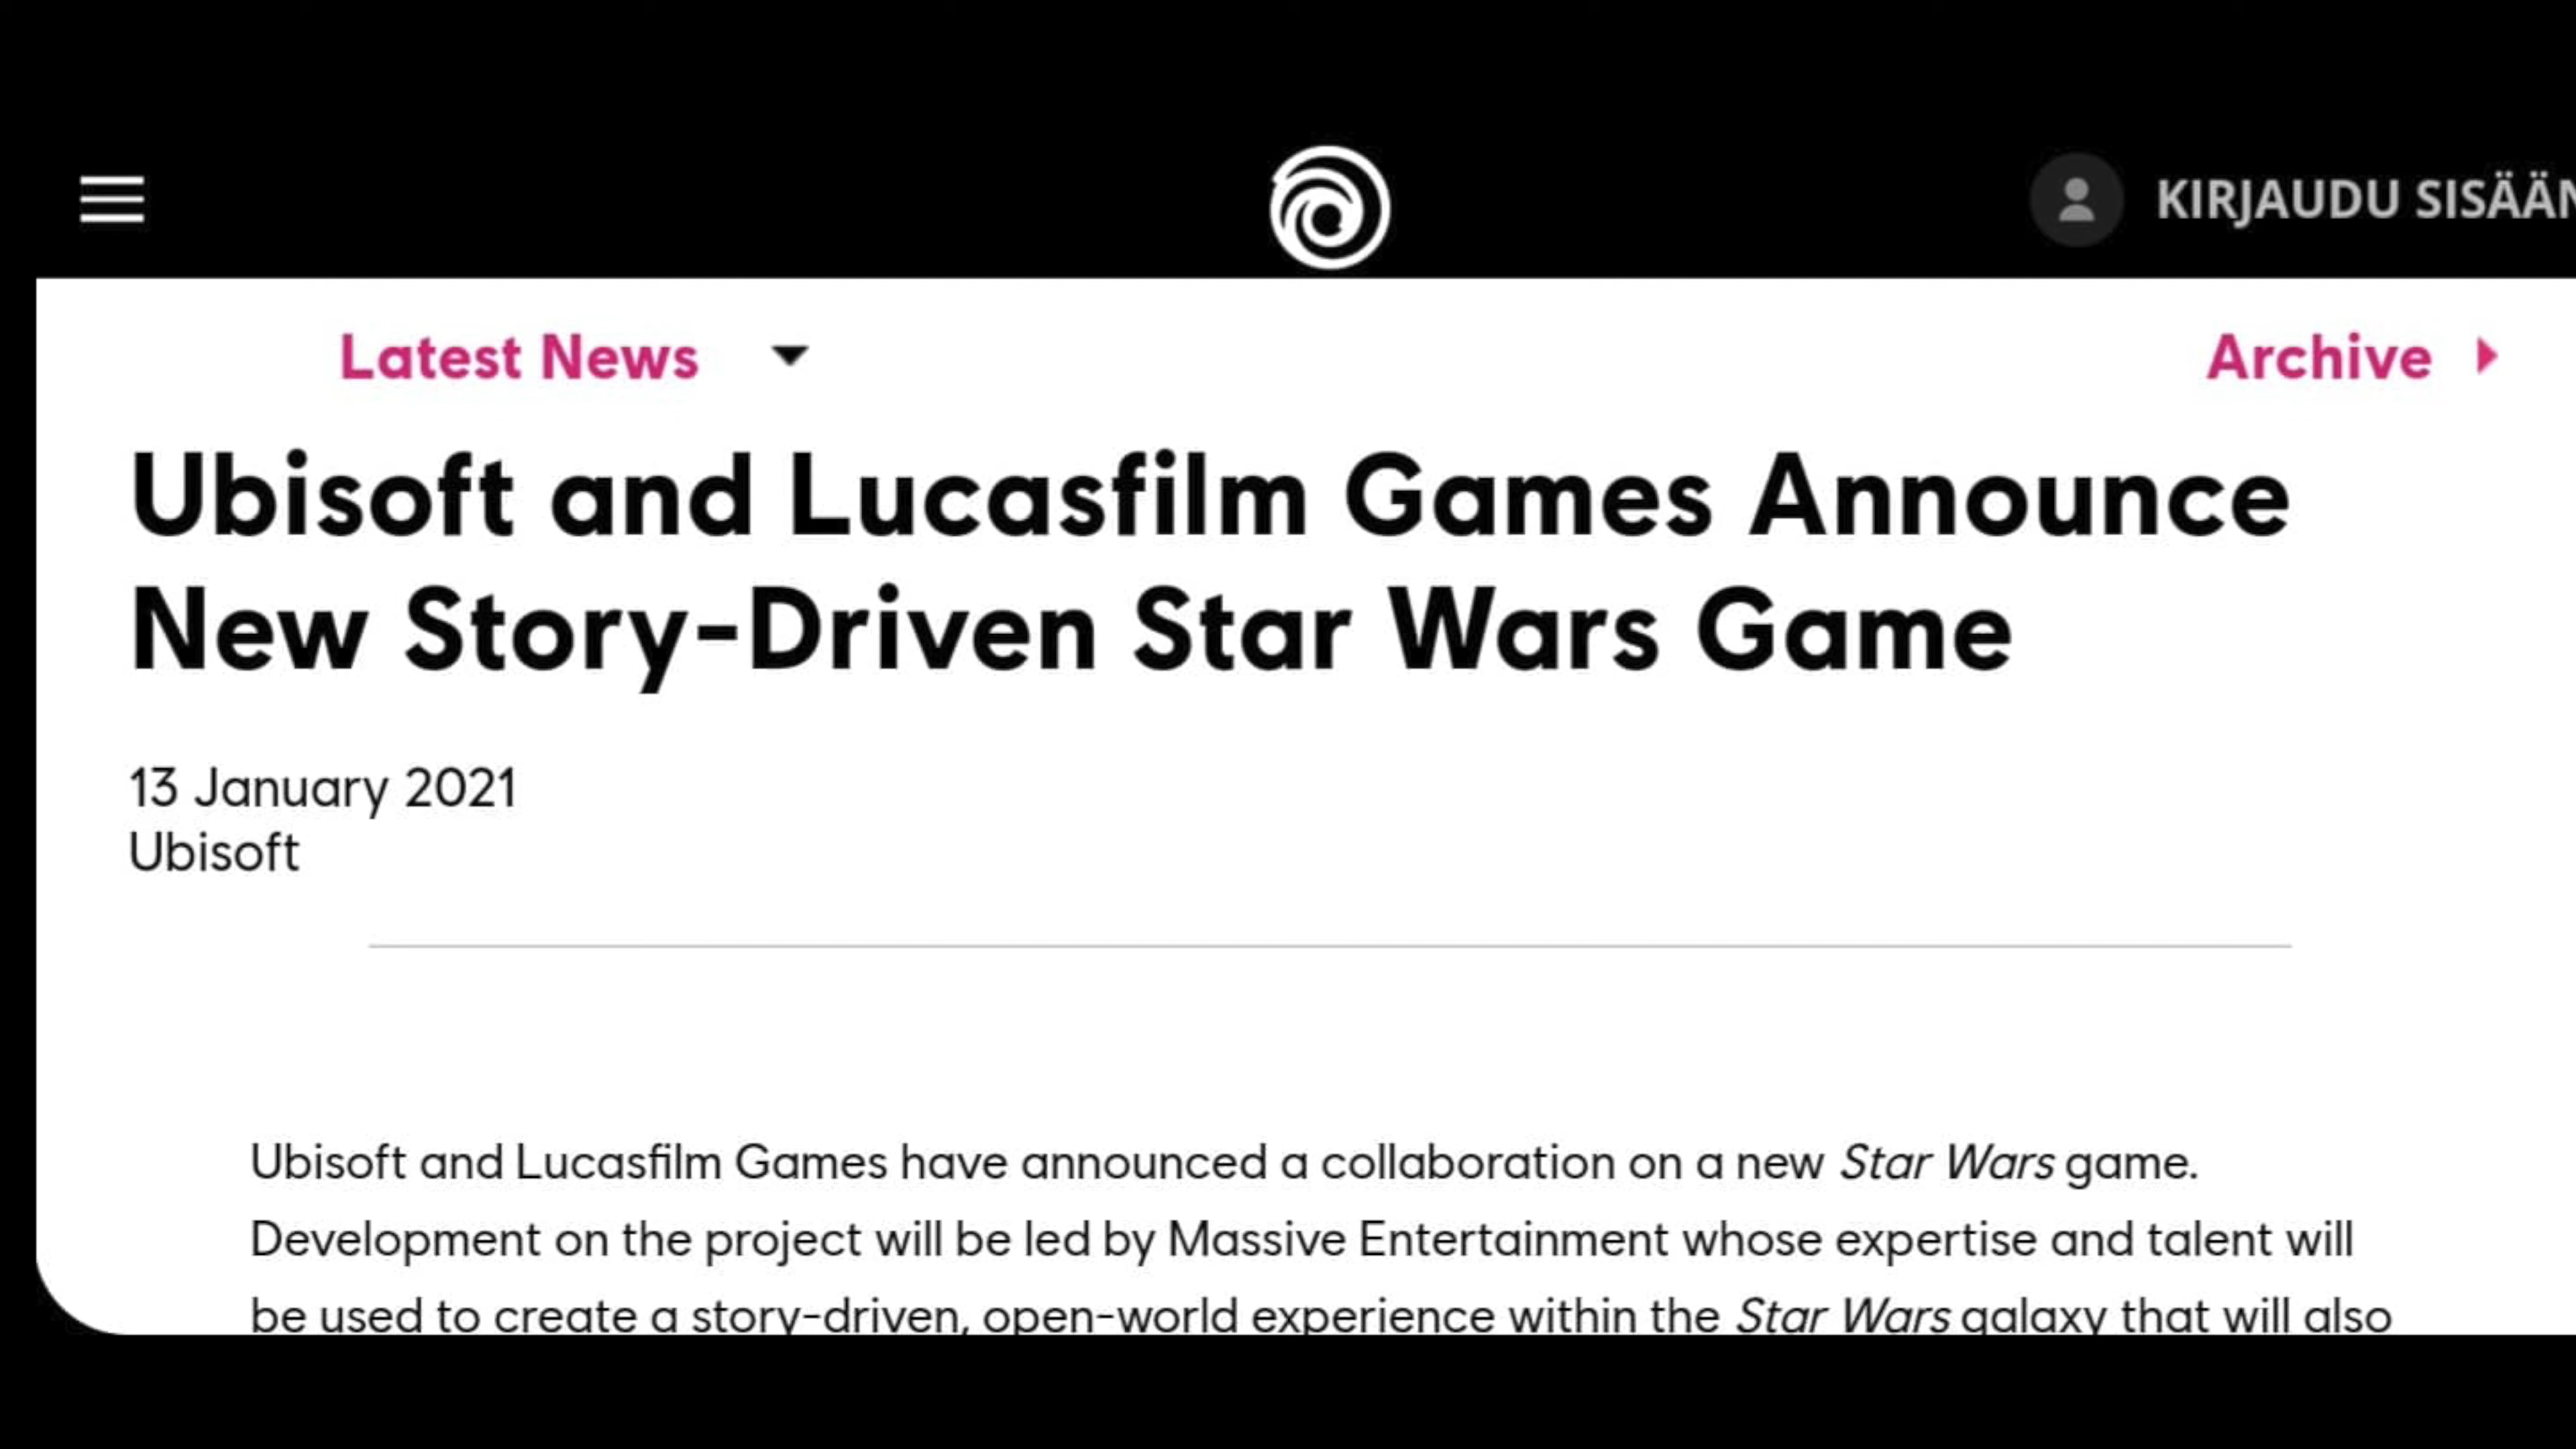 KIRJAUDU SISÄÄN
Latest News
Archive
Ubisoft and Lucasfilm Games Announce
New Story-Driven Star Wars Game
13 January 2021
Ubisoft
Ubisoft and Lucasfilm Games have announced a collaboration on a new Star Wars game.
Development on the project will be led by Massive Entertainment whose expertise and talent will
be used to create a story-driven, open-world experience within the Star Wars galaxy that will also